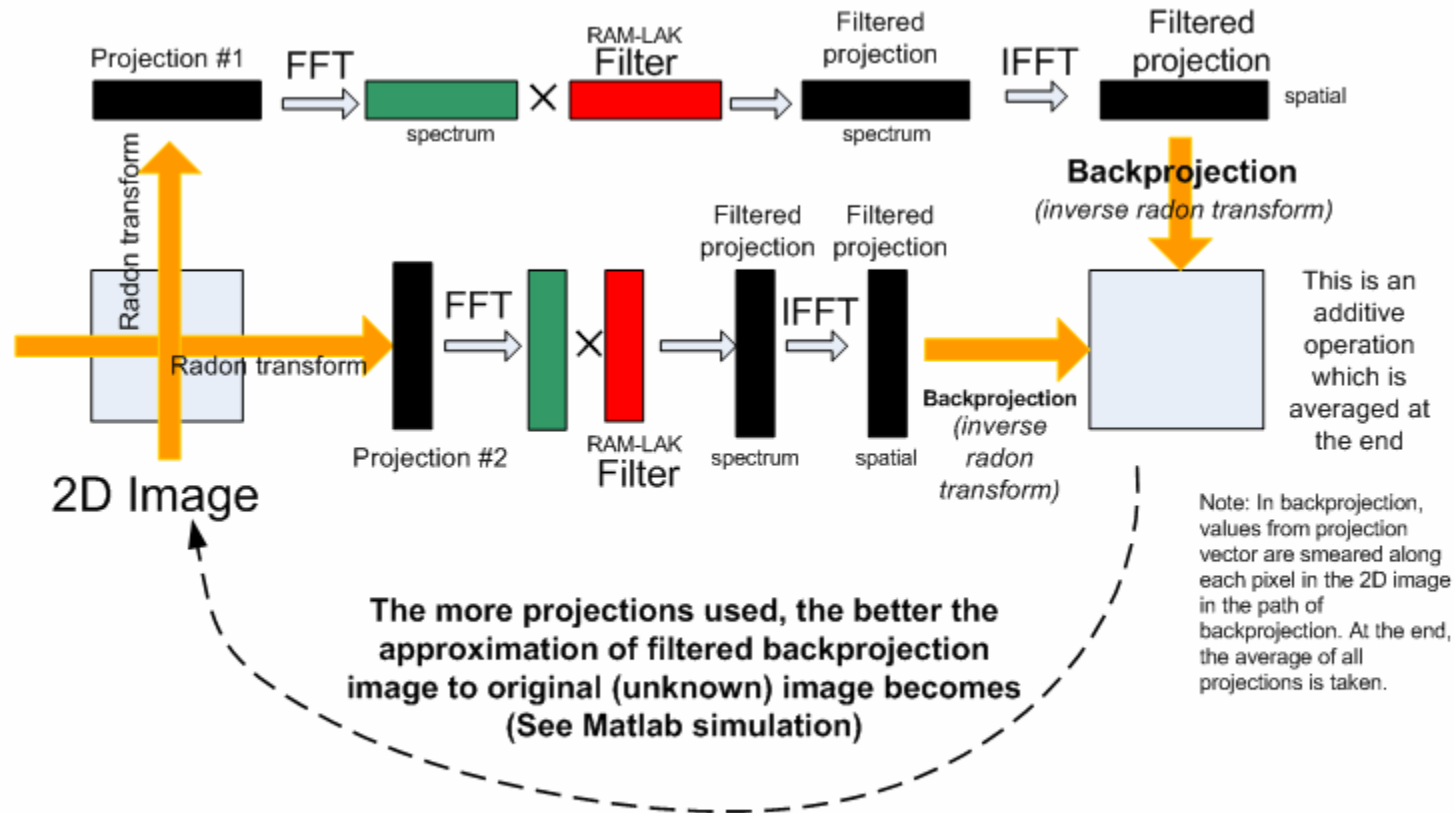 Projection #1
FFT
spectrum
×
RAM-LAK
Filter
Filtered
projection
spectrum
IFFT
Filtered
projection
spatial
Radon transform
Backprojection
(inverse radon transform)
Radon transform
2D Image
Projection #2
FFT
×
RAM-LAK
Filter
Filtered
projection
spectrum
IFFT
Filtered
projection
spatial
Backprojection
(inverse
radon
transform)
This is an
additive
operation
which is
averaged at
the end
Note: In backprojection,
values from projection
vector are smeared along
each pixel in the 2D image
in the path of
backprojection. At the end,
the average of all
projections is taken.
The more projections used, the better the
approximation of filtered backprojection
image to original (unknown) image becomes
(See Matlab simulation)